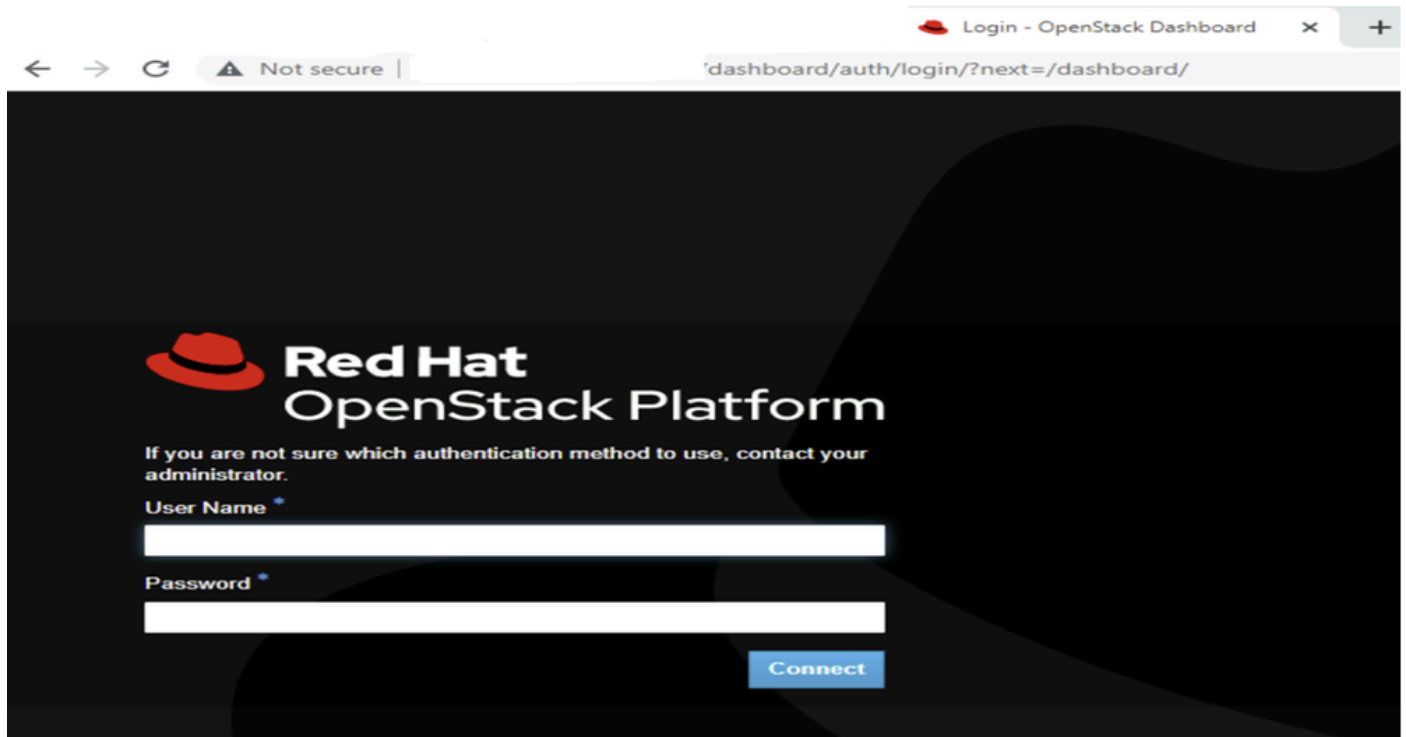 Login - OpenStack Dashboard
Not secure | /dashboard/auth/login/?next=/dashboard/
Red Hat
OpenStack Platform
If you are not sure which authentication method to use, contact your
administrator.
User Name *
Password *
Connect